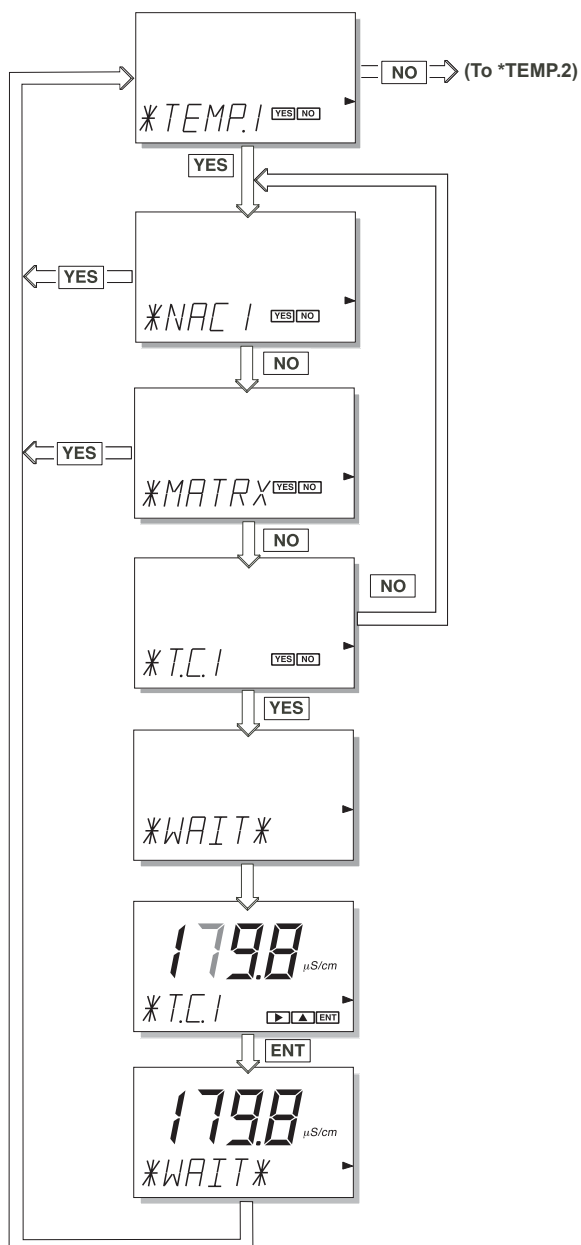 NO (To *TEMP.2)
*TEMP.1 YES NO
YES
YES
*NAC1 YES NO
NO
YES
*MATRX YES NO
NO
NO
*T.C.1 YES NO
YES
*WAIT*
179.8 µS/cm
*T.C.1 ► ▲ ENT
ENT
179.8 µS/cm
*WAIT*